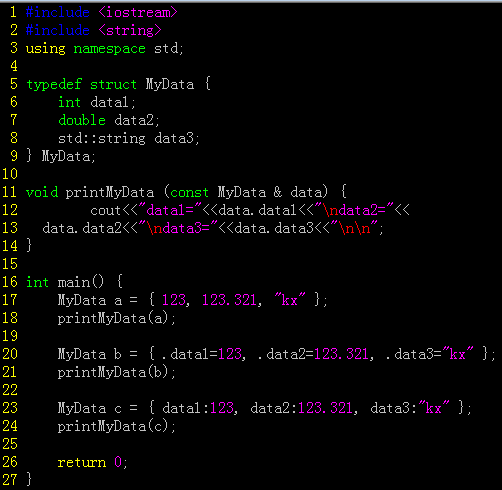 1 #include <iostream>
2 #include <string>
3 using namespace std;
4
5 typedef struct MyData {
6     int data1;
7     double data2;
8     std::string data3;
9 } MyData;
10
11 void printMyData (const MyData & data) {
12         cout<<"data1="<<data.data1<<"\ndata2="<<
13   data.data2<<"\ndata3="<<data.data3<<"\n\n";
14 }
15
16 int main() {
17     MyData a = { 123, 123.321, "kx" };
18     printMyData(a);
19
20     MyData b = { .data1=123, .data2=123.321, .data3="kx" };
21     printMyData(b);
22
23     MyData c = { data1:123, data2:123.321, data3:"kx" };
24     printMyData(c);
25
26     return 0;
27 }